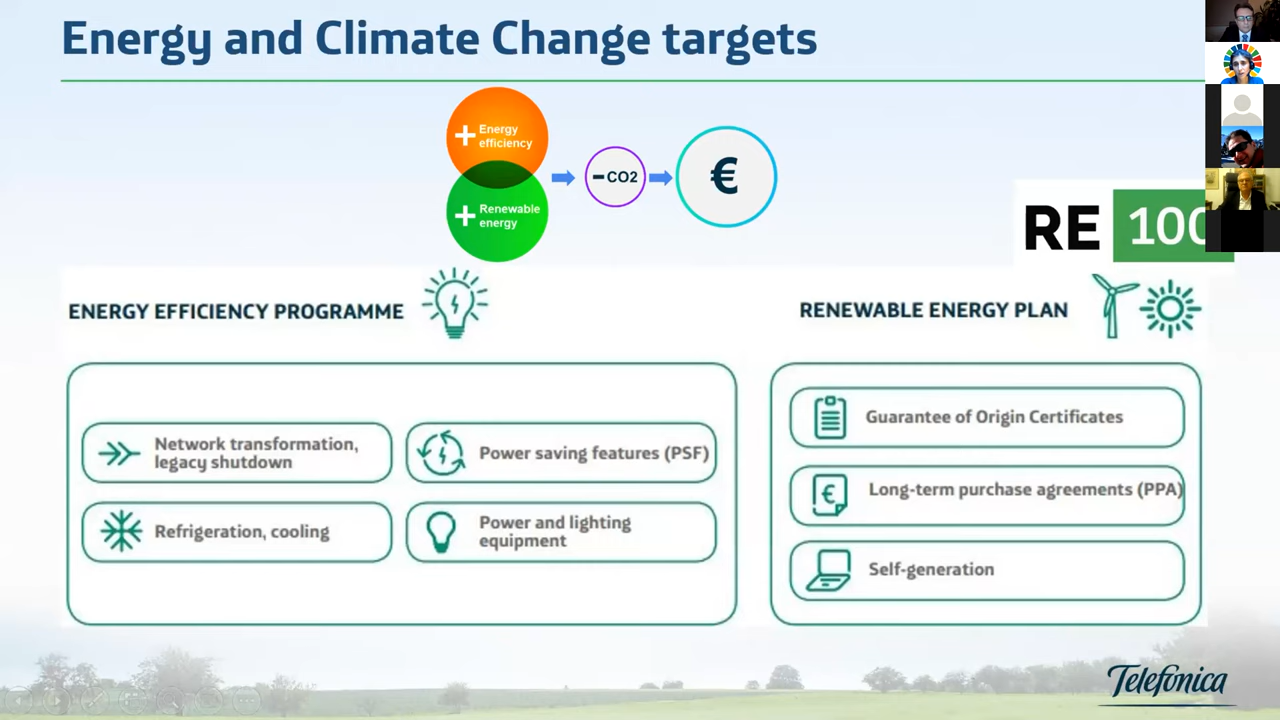 Energy and Climate Change targets
+ Energy
efficiency
+ Renewable
energy
-CO2
€
RE 100
ENERGY EFFICIENCY PROGRAMME
RENEWABLE ENERGY PLAN
Network transformation,
legacy shutdown
Power saving features (PSF)
Refrigeration, cooling
Power and lighting
equipment
Guarantee of Origin Certificates
€
Long-term purchase agreements (PPA)
Self-generation
Telefónica